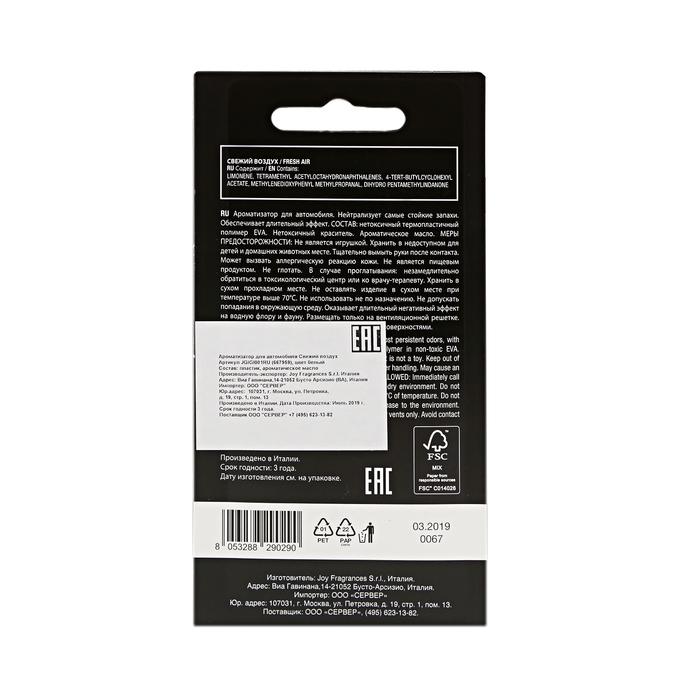 СВЕЖИЙ ВОЗДУХ / FRESH AIR
RU Содержит / EN Contains:
LIMONENE, TETRAMETHYL ACETYLOCTAHYDRONAPHTHALENES, 4-TERT-BUTYLCYCLOHEXYL
ACETATE, METHYLENEDIOXYPHENYL METHYLPROPANAL, DIHYDRO PENTAMETHYLINDANONE
RU Ароматизатор для автомобиля. Нейтрализует самые стойкие запахи.
Обеспечивает длительный эффект. СОСТАВ: нетоксичный термопластичный
полимер EVA. Нетоксичный краситель. Ароматическое масло. МЕРЫ
ПРЕДОСТОРОЖНОСТИ: Не является игрушкой. Хранить в недоступном для
детей и домашних животных месте. Тщательно вымыть руки после контакта.
Может вызвать аллергическую реакцию кожи. Не является пищевым
продуктом. Не глотать. В случае проглатывания: незамедлительно
обратиться в токсикологический центр или ко врачу-терапевту. Хранить в
сухом прохладном месте. Не оставлять изделие в сухом месте при
температуре выше 70°C. Не использовать не по назначению. Не допускать
попадания в окружающую среду. Оказывает длительный негативный эффект
на водную флору и фауну. Размещать только на вентиляционной решетке.
оверхностями.
st persistent odors, with
lymer in non-toxic EVA.
t is not a toy. Keep out of
r handling. May cause an
LLOWED: Immediately call
dry environment. Do not
°C of temperature. Do not
ease to the environment.
vents only. Avoid contact
EAC
Ароматизатор для автомобиля Свежий воздух
Артикул JGIGI001RU (667959), цвет белый
Состав: пластик, ароматическое масло
Производитель-экспортер: Joy Fragrances S.r.l. Италия
Адрес: Виа Гавинана,14-21052 Бусто Арсизио (ВА), Италия
Импортер: ООО "СЕРВЕР"
Юр.адрес: 107031, г. Москва, ул. Петровка,
д. 19, стр. 1, пом. 13
Произведено в Италии. Дата Производства: Июль 2019 г.
Срок годности 3 года.
Поставщик ООО "СЕРВЕР" +7 (495) 623-13-82
Произведено в Италии.
Срок годности: 3 года.
Дату изготовления см. на упаковке.
EAC
FSC
MIX
Paper from
responsible sources
FSC® C014026
8 053288 290290
01
PET
22
PAP
03.2019
0067
Изготовитель: Joy Fragrances S.r.l., Италия.
Адрес: Виа Гавинана,14-21052 Бусто-Арсизио, Италия.
Импортер: ООО «СЕРВЕР»
Юр. адрес: 107031, г. Москва, ул. Петровка, д. 19, стр. 1, пом. 13.
Поставщик: ООО «СЕРВЕР», (495) 623-13-82.